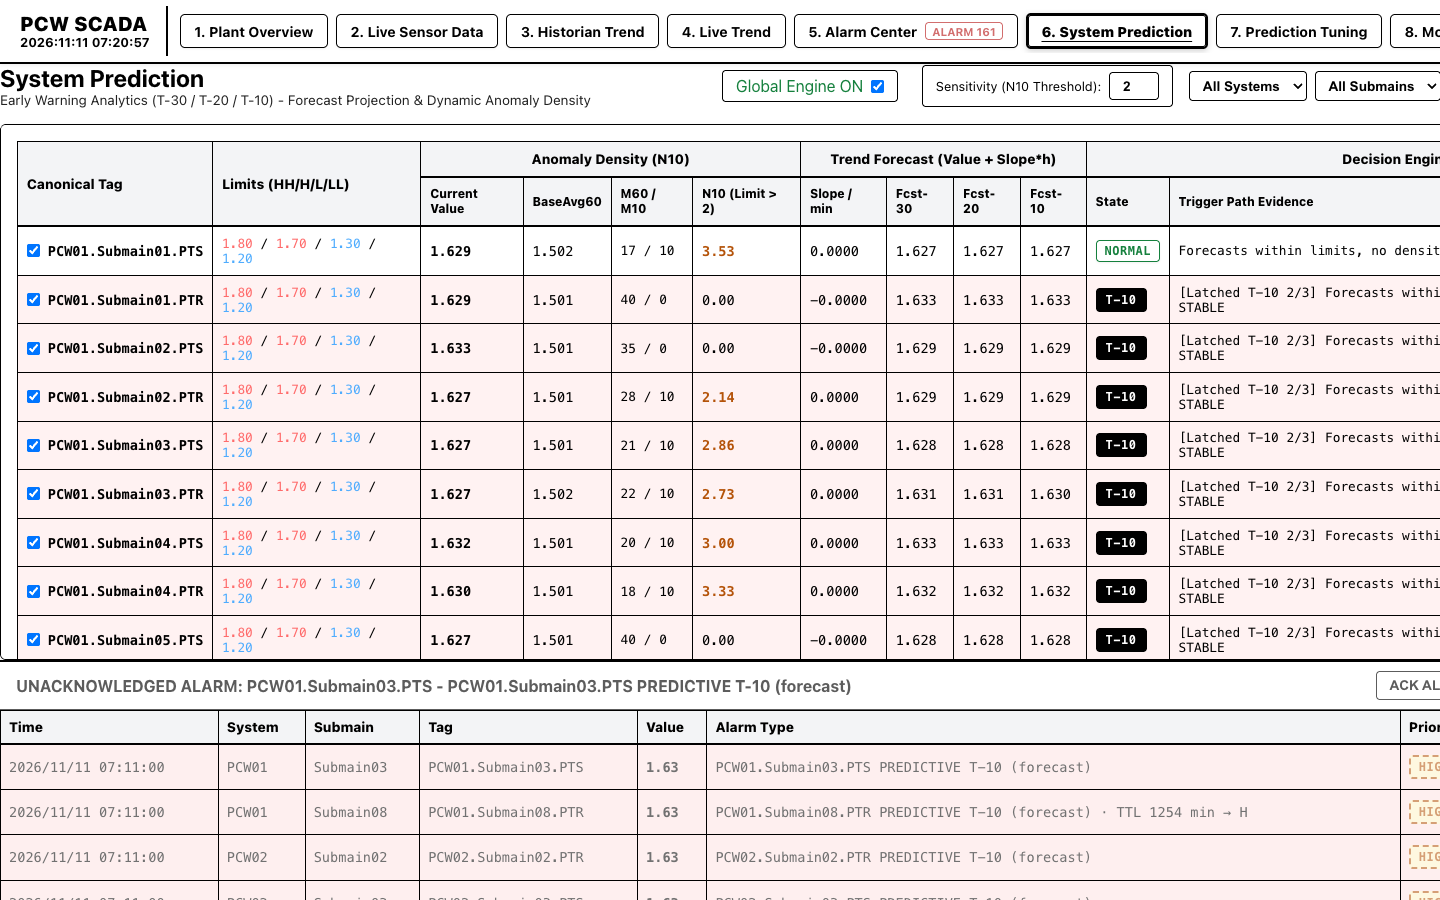 PCW SCADA
2026:11:11 07:20:57
1. Plant Overview
2. Live Sensor Data
3. Historian Trend
4. Live Trend
5. Alarm Center ALARM 161
6. System Prediction
7. Prediction Tuning
System Prediction
Early Warning Analytics (T-30 / T-20 / T-10) - Forecast Projection & Dynamic Anomaly Density
Global Engine ON
Sensitivity (N10 Threshold): 2
All Systems
All Submains
Canonical Tag
Limits (HH/H/L/LL)
Anomaly Density (N10)
Trend Forecast (Value + Slope*h)
Decision
Current
Value
BaseAvg60
M60 /
M10
N10 (Limit >
2)
Slope /
min
Fcst-
30
Fcst-
20
Fcst-
10
State
Trigger Path Evidence
PCW01.Submain01.PTS 1.80 / 1.70 / 1.30 /
1.20
1.629 1.502 17 / 10 3.53 0.0000 1.627 1.627 1.627 NORMAL Forecasts within limits, no
PCW01.Submain01.PTR 1.80 / 1.70 / 1.30 /
1.20
1.629 1.501 40 / 0 0.00 −0.0000 1.633 1.633 1.633 T−10 [Latched T−10 2/3] Forecasts
STABLE
PCW01.Submain02.PTS 1.80 / 1.70 / 1.30 /
1.20
1.633 1.501 35 / 0 0.00 −0.0000 1.629 1.629 1.629 T−10 [Latched T−10 2/3] Forecasts
STABLE
PCW01.Submain02.PTR 1.80 / 1.70 / 1.30 /
1.20
1.627 1.501 28 / 10 2.14 0.0000 1.629 1.629 1.629 T−10 [Latched T−10 2/3] Forecasts
STABLE
PCW01.Submain03.PTS 1.80 / 1.70 / 1.30 /
1.20
1.627 1.501 21 / 10 2.86 0.0000 1.628 1.628 1.628 T−10 [Latched T−10 2/3] Forecasts
STABLE
PCW01.Submain03.PTR 1.80 / 1.70 / 1.30 /
1.20
1.627 1.502 22 / 10 2.73 0.0000 1.631 1.631 1.630 T−10 [Latched T−10 2/3] Forecasts
STABLE
PCW01.Submain04.PTS 1.80 / 1.70 / 1.30 /
1.20
1.632 1.501 20 / 10 3.00 0.0000 1.633 1.633 1.633 T−10 [Latched T−10 2/3] Forecasts
STABLE
PCW01.Submain04.PTR 1.80 / 1.70 / 1.30 /
1.20
1.630 1.501 18 / 10 3.33 0.0000 1.632 1.632 1.632 T−10 [Latched T−10 2/3] Forecasts
STABLE
PCW01.Submain05.PTS 1.80 / 1.70 / 1.30 /
1.20
1.627 1.501 40 / 0 0.00 −0.0000 1.628 1.628 1.628 T−10 [Latched T−10 2/3] Forecasts
STABLE
UNACKNOWLEDGED ALARM: PCW01.Submain03.PTS - PCW01.Submain03.PTS PREDICTIVE T-10 (forecast)
ACK
Time System Submain Tag Value Alarm Type
2026/11/11 07:11:00 PCW01 Submain03 PCW01.Submain03.PTS 1.63 PCW01.Submain03.PTS PREDICTIVE T−10 (forecast)
2026/11/11 07:11:00 PCW01 Submain08 PCW01.Submain08.PTR 1.63 PCW01.Submain08.PTR PREDICTIVE T−10 (forecast) · TTL 1254 min → H
2026/11/11 07:11:00 PCW02 Submain02 PCW02.Submain02.PTR 1.63 PCW02.Submain02.PTR PREDICTIVE T−10 (forecast)